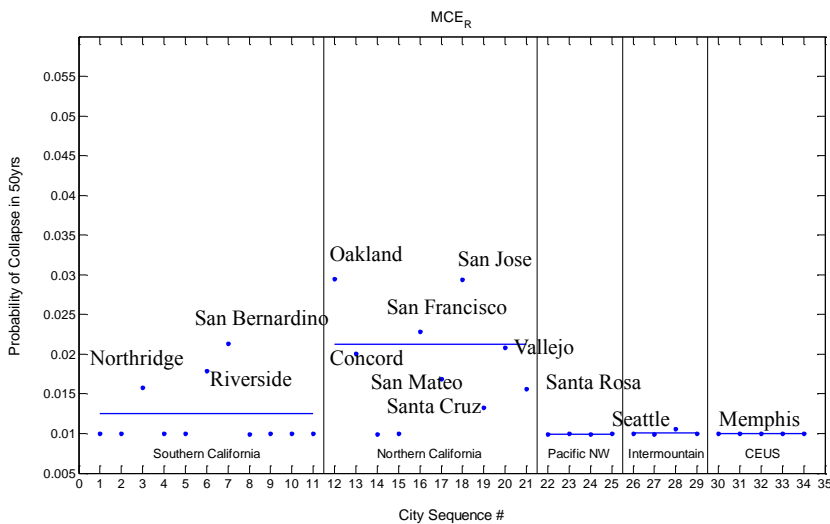 MCE_R
0.055
0.05
0.045
0.04
0.035
0.03
0.025
0.02
0.015
0.01
0.005
Probability of Collapse in 50yrs
Oakland
San Jose
San Francisco
San Bernardino
Northridge
Concord
Vallejo
Riverside
San Mateo
Santa Rosa
Santa Cruz
Seattle
Memphis
Southern California
Northern California
Pacific NW
Intermountain
CEUS
0 1 2 3 4 5 6 7 8 9 10 11 12 13 14 15 16 17 18 19 20 21 22 23 24 25 26 27 28 29 30 31 32 33 34 35
City Sequence #